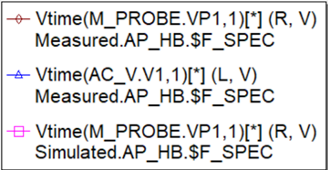 Vtime(M_PROBE.VP1,1)[*] (R, V)
Measured.AP_HB.$F_SPEC
Vtime(AC_V.V1,1)[*] (L, V)
Measured.AP_HB.$F_SPEC
Vtime(M_PROBE.VP1,1)[*] (R, V)
Simulated.AP_HB.$F_SPEC